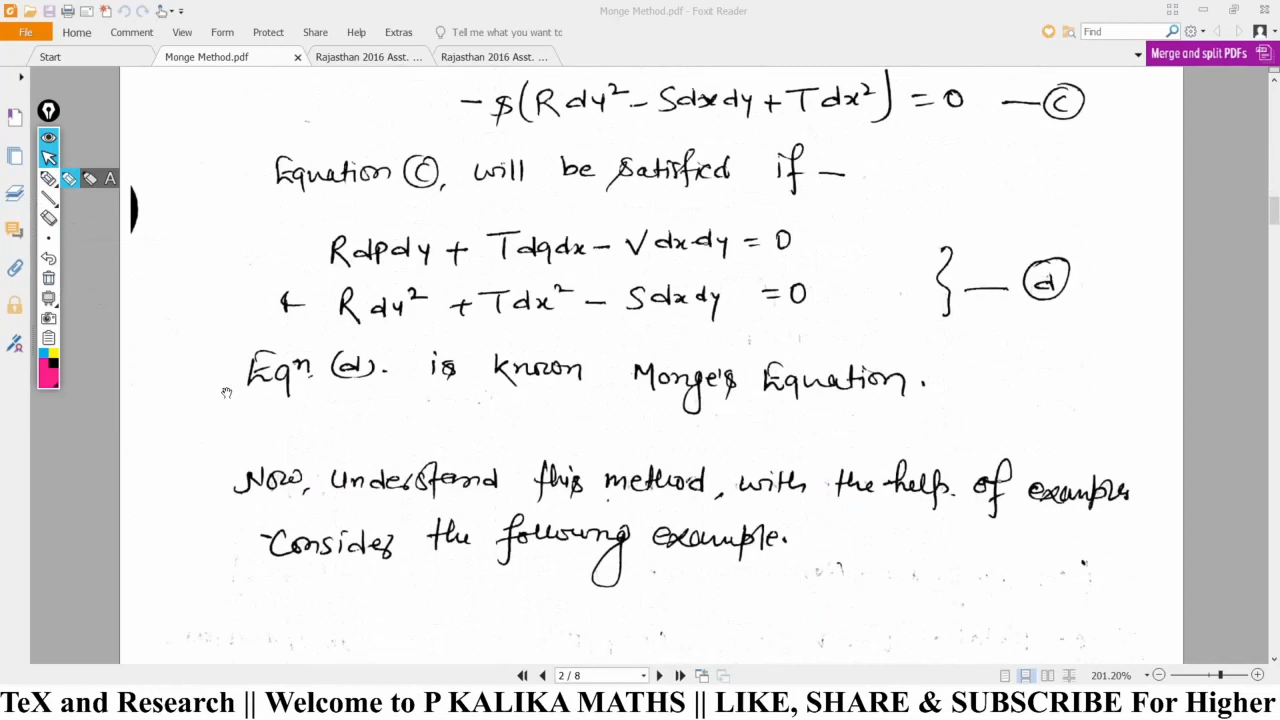 Monge Method.pdf - Foxit Reader
File Home Comment View Form Protect Share Help Extras Tell me what you want to Find
Start Monge Method.pdf Rajasthan 2016 Asst. ... Rajasthan 2016 Asst. ... Merge and split PDFs
- s(R dy² - Sdxdy + T dx²) = 0 — (c)
Equation (c), will be satisfied if —
Rdpdy + Tdqdx - Vdxdy = 0
& Rdy² + Tdx² - Sdxdy = 0 } — (d)
Eqn. (d). is known Monge's Equation.
Now, understand this method, with the help of examples
Consider the following example.
A
2 / 8 201.20%
TeX and Research || Welcome to P KALIKA MATHS || LIKE, SHARE & SUBSCRIBE For Higher